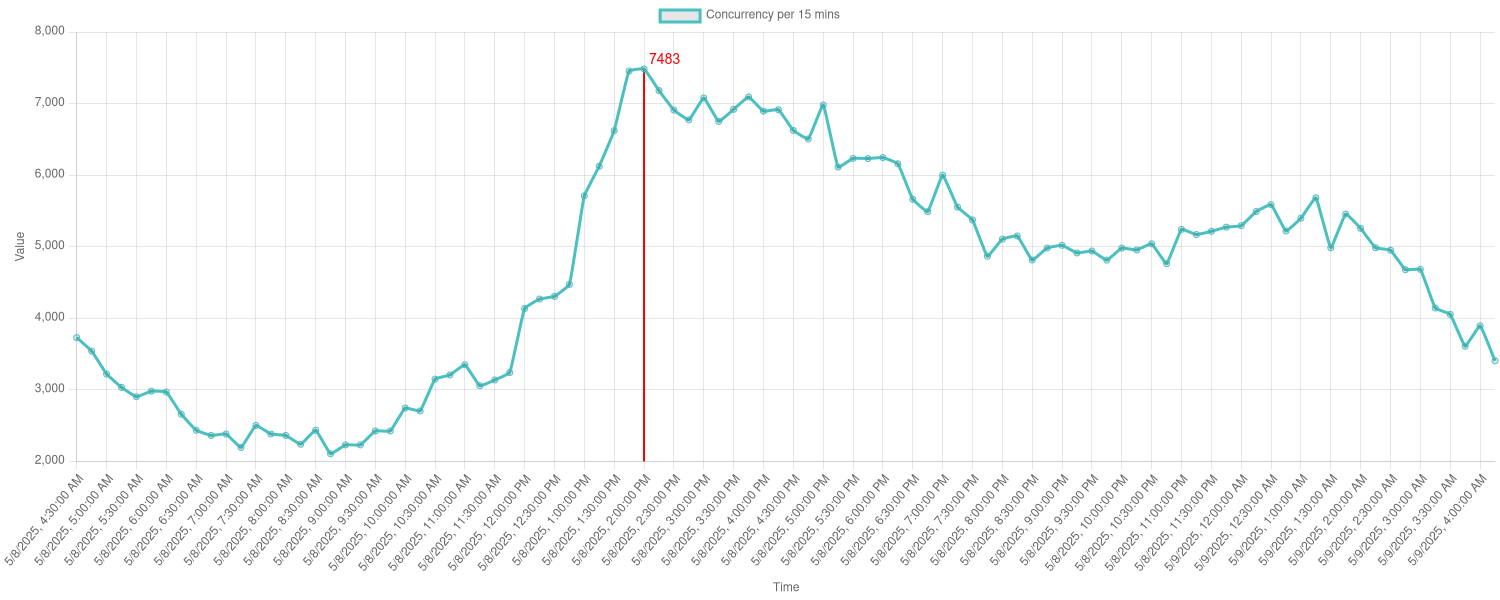 Concurrency per 15 mins
8,000
7,000
6,000
5,000
4,000
3,000
2,000
Value
7483
5/8/2025, 4:30:00 AM
5/8/2025, 5:00:00 AM
5/8/2025, 5:30:00 AM
5/8/2025, 6:00:00 AM
5/8/2025, 6:30:00 AM
5/8/2025, 7:00:00 AM
5/8/2025, 7:30:00 AM
5/8/2025, 8:00:00 AM
5/8/2025, 8:30:00 AM
5/8/2025, 9:00:00 AM
5/8/2025, 9:30:00 AM
5/8/2025, 10:00:00 AM
5/8/2025, 10:30:00 AM
5/8/2025, 11:00:00 AM
5/8/2025, 11:30:00 AM
5/8/2025, 12:00:00 PM
5/8/2025, 12:30:00 PM
5/8/2025, 1:00:00 PM
5/8/2025, 1:30:00 PM
5/8/2025, 2:00:00 PM
5/8/2025, 2:30:00 PM
5/8/2025, 3:00:00 PM
5/8/2025, 3:30:00 PM
5/8/2025, 4:00:00 PM
5/8/2025, 4:30:00 PM
5/8/2025, 5:00:00 PM
5/8/2025, 5:30:00 PM
5/8/2025, 6:00:00 PM
5/8/2025, 6:30:00 PM
5/8/2025, 7:00:00 PM
5/8/2025, 7:30:00 PM
5/8/2025, 8:00:00 PM
5/8/2025, 8:30:00 PM
5/8/2025, 9:00:00 PM
5/8/2025, 9:30:00 PM
5/8/2025, 10:00:00 PM
5/8/2025, 10:30:00 PM
5/8/2025, 11:00:00 PM
5/8/2025, 11:30:00 PM
5/9/2025, 12:00:00 AM
5/9/2025, 12:30:00 AM
5/9/2025, 1:00:00 AM
5/9/2025, 1:30:00 AM
5/9/2025, 2:00:00 AM
5/9/2025, 2:30:00 AM
5/9/2025, 3:00:00 AM
5/9/2025, 3:30:00 AM
5/9/2025, 4:00:00 AM
Time